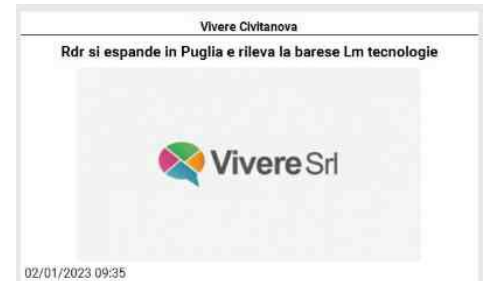 Vivere Civitanova
Rdr si espande in Puglia e rileva la barese Lm tecnologie
Vivere Srl
02/01/2023 09:35